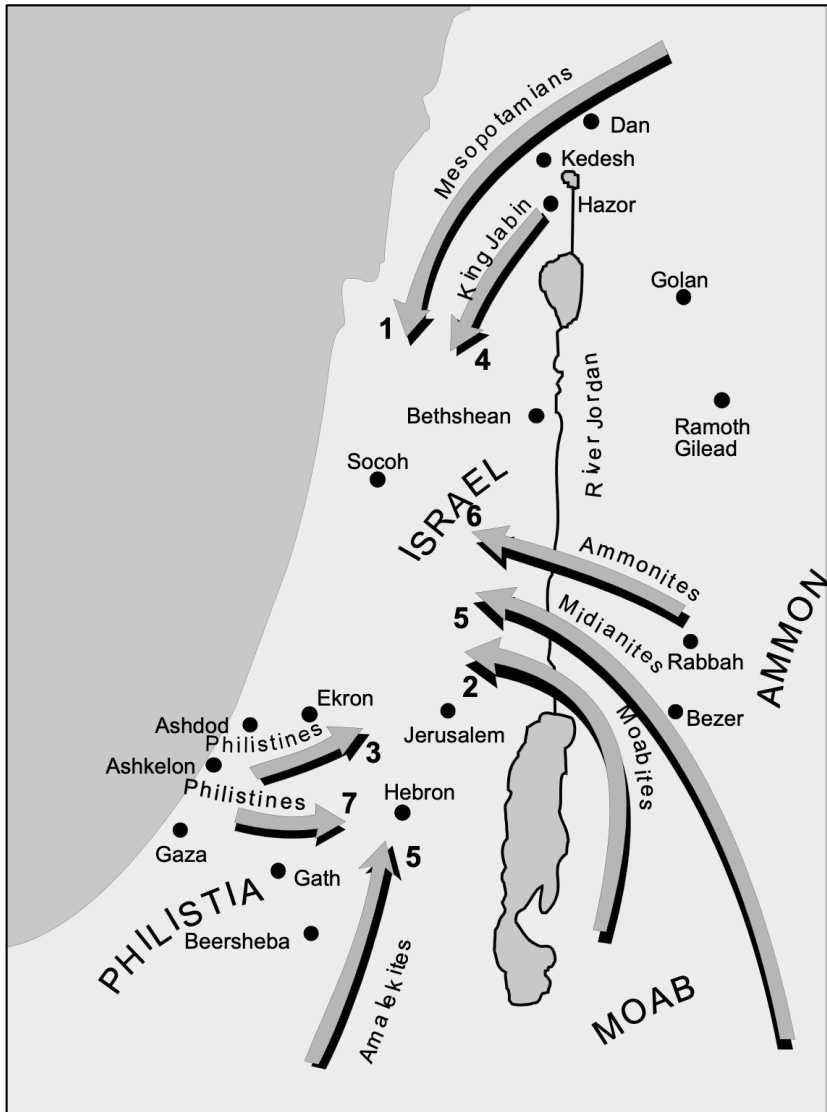 Mesopotamians
Dan
Kedesh
Hazor
King Jabin
Golan
1
4
River Jordan
Bethshean
Ramoth
Gilead
Socoh
ISRAEL
6
Ammonites
AMMON
5
Midianites
Rabbah
2
Bezer
Moabites
Ekron
Ashdod
Jerusalem
Philistines
Ashkelon
3
Philistines
7
Hebron
Gaza
5
Gath
PHILISTIA
Beersheba
Amalekites
MOAB